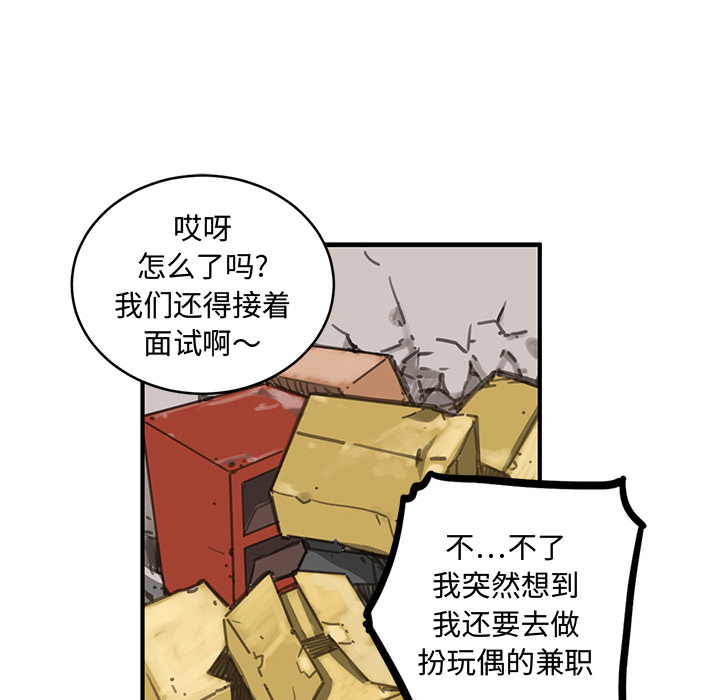 哎呀
怎么了吗?
我们还得接着
面试啊～
不...不了
我突然想到
我还要去做
扮玩偶的兼职